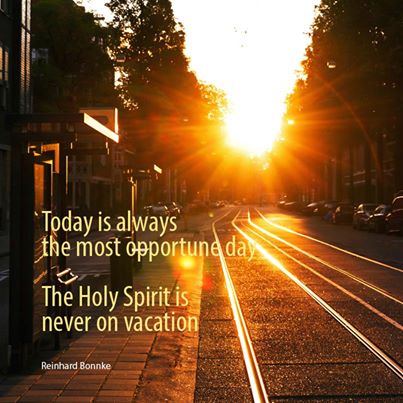 Today is always
the most opportune day
The Holy Spirit is
never on vacation
Reinhard Bonnke